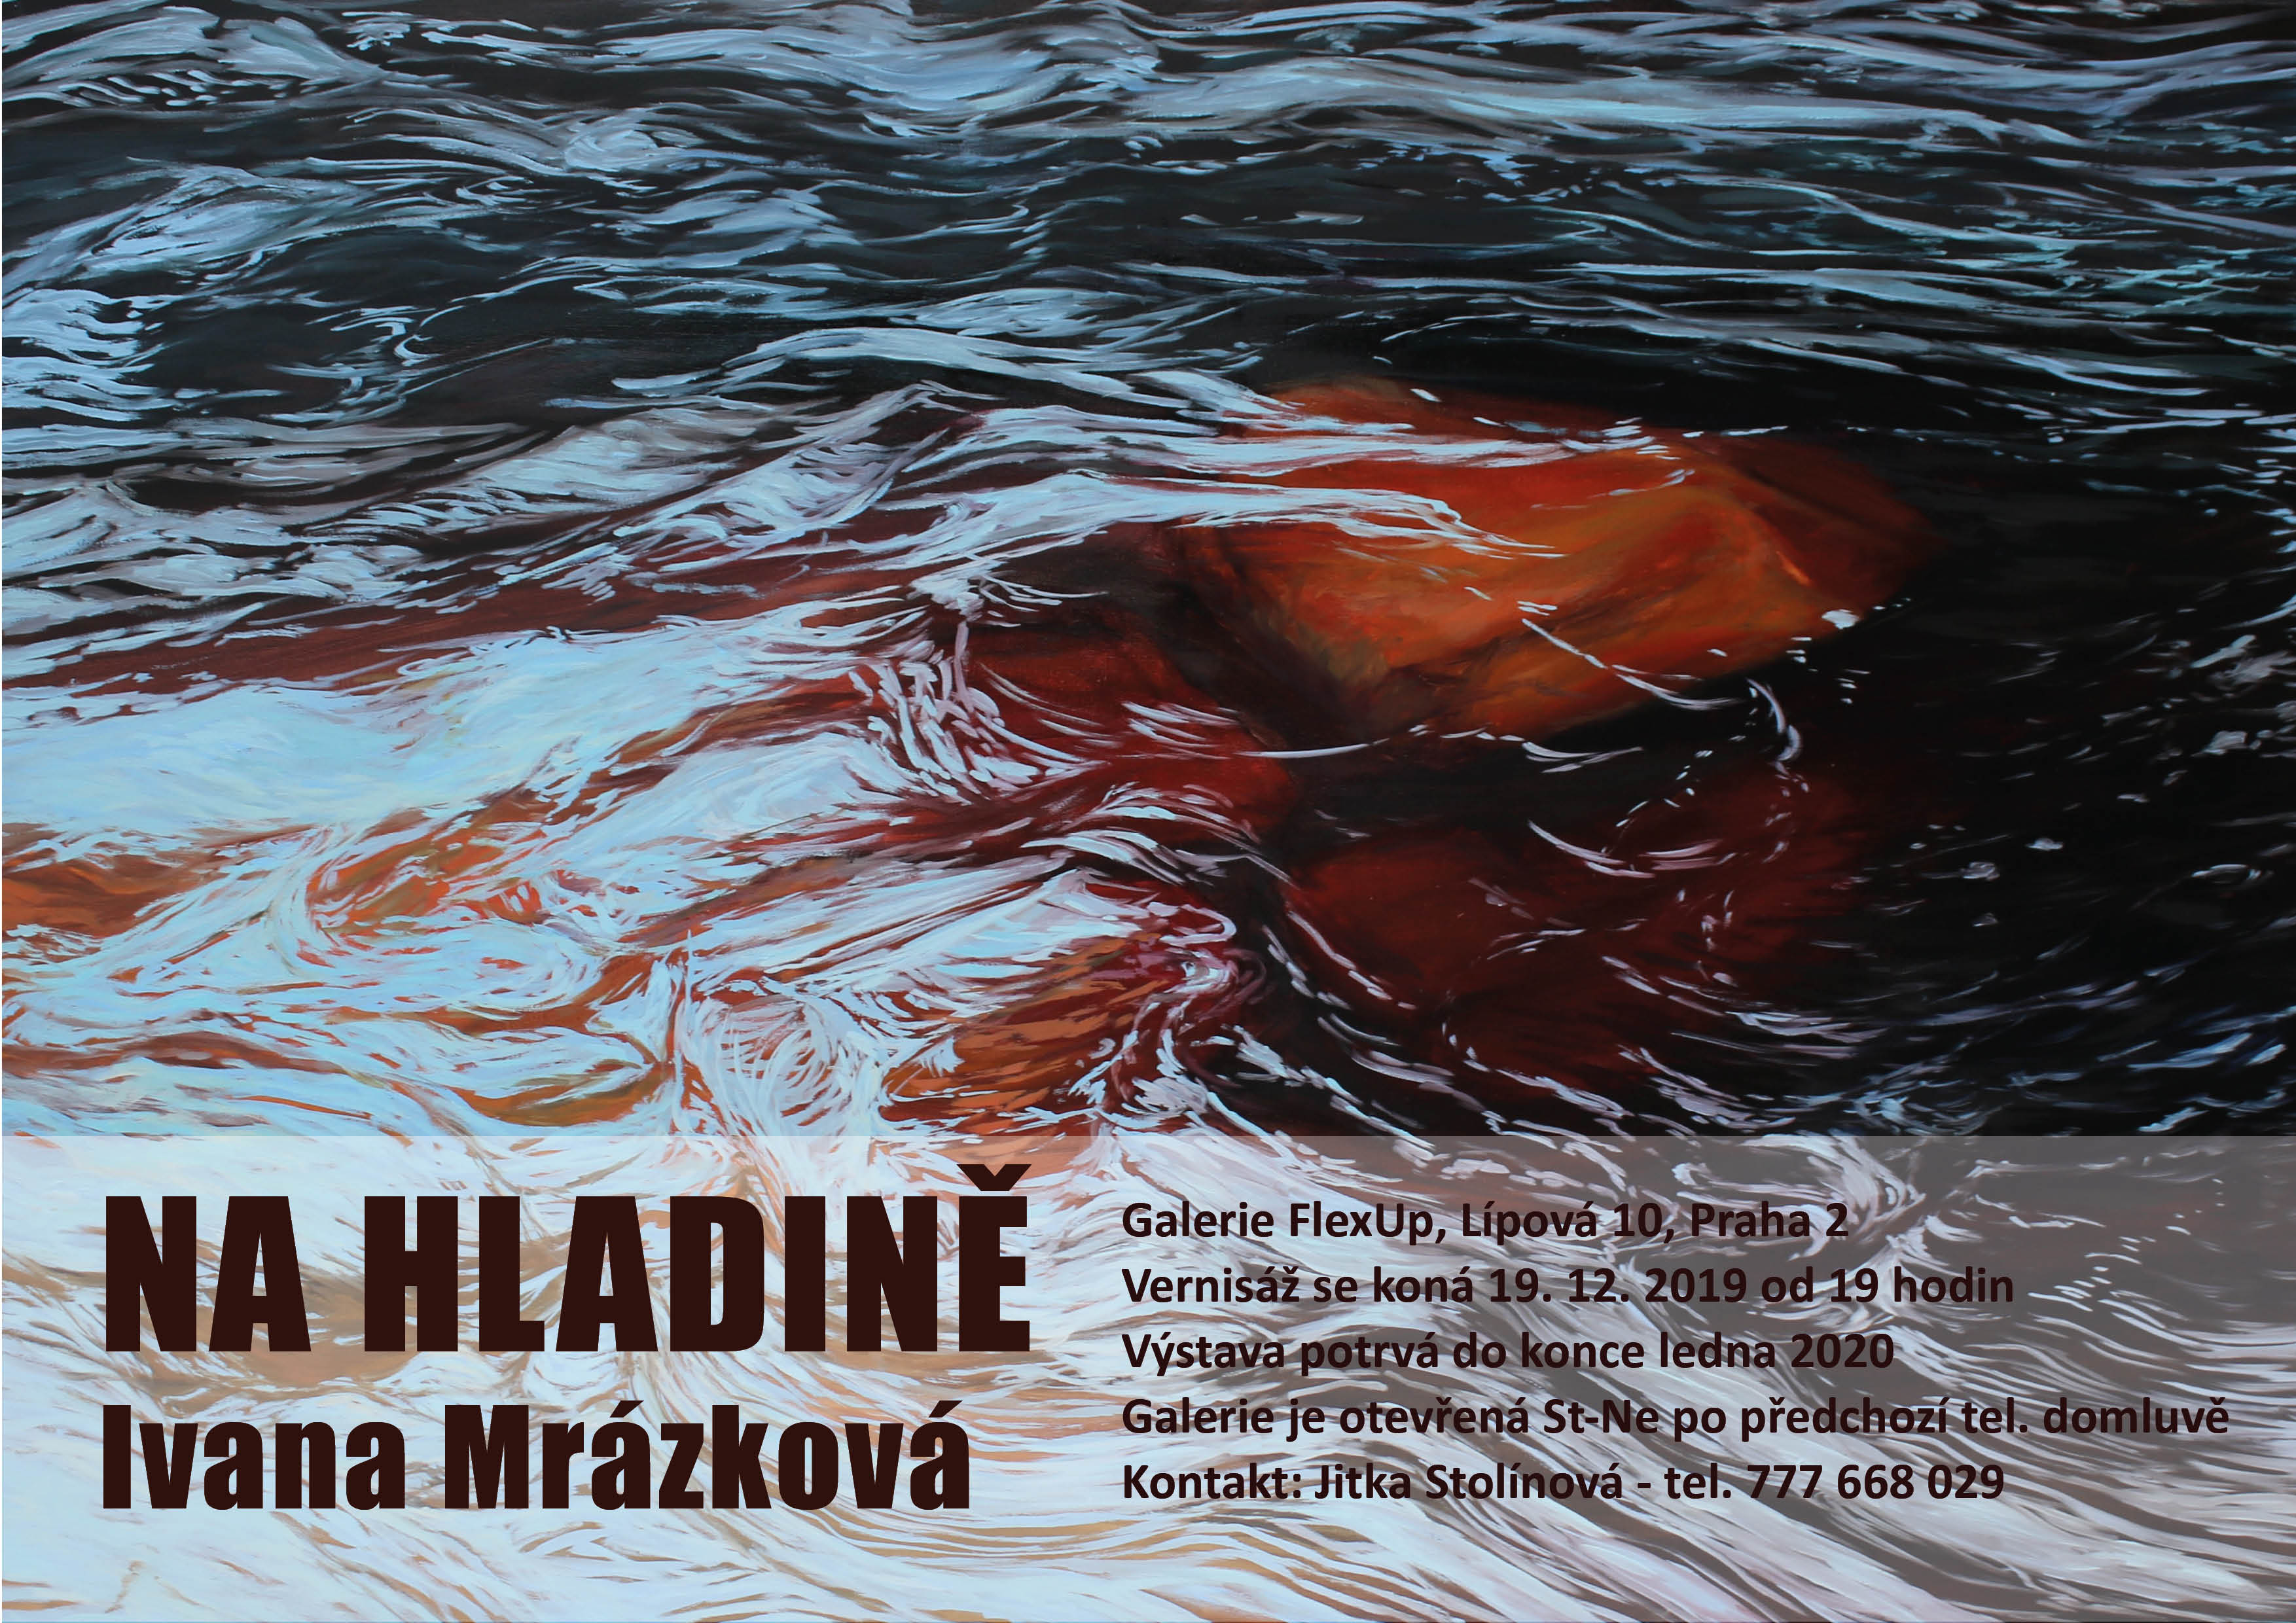 NA HLADINĚ
Ivana Mrázková
Galerie FlexUp, Lípová 10, Praha 2
Vernisáž se koná 19. 12. 2019 od 19 hodin
Výstava potrvá do konce ledna 2020
Galerie je otevřená St-Ne po předchozí tel. domluvě
Kontakt: Jitka Stolínová - tel. 777 668 029